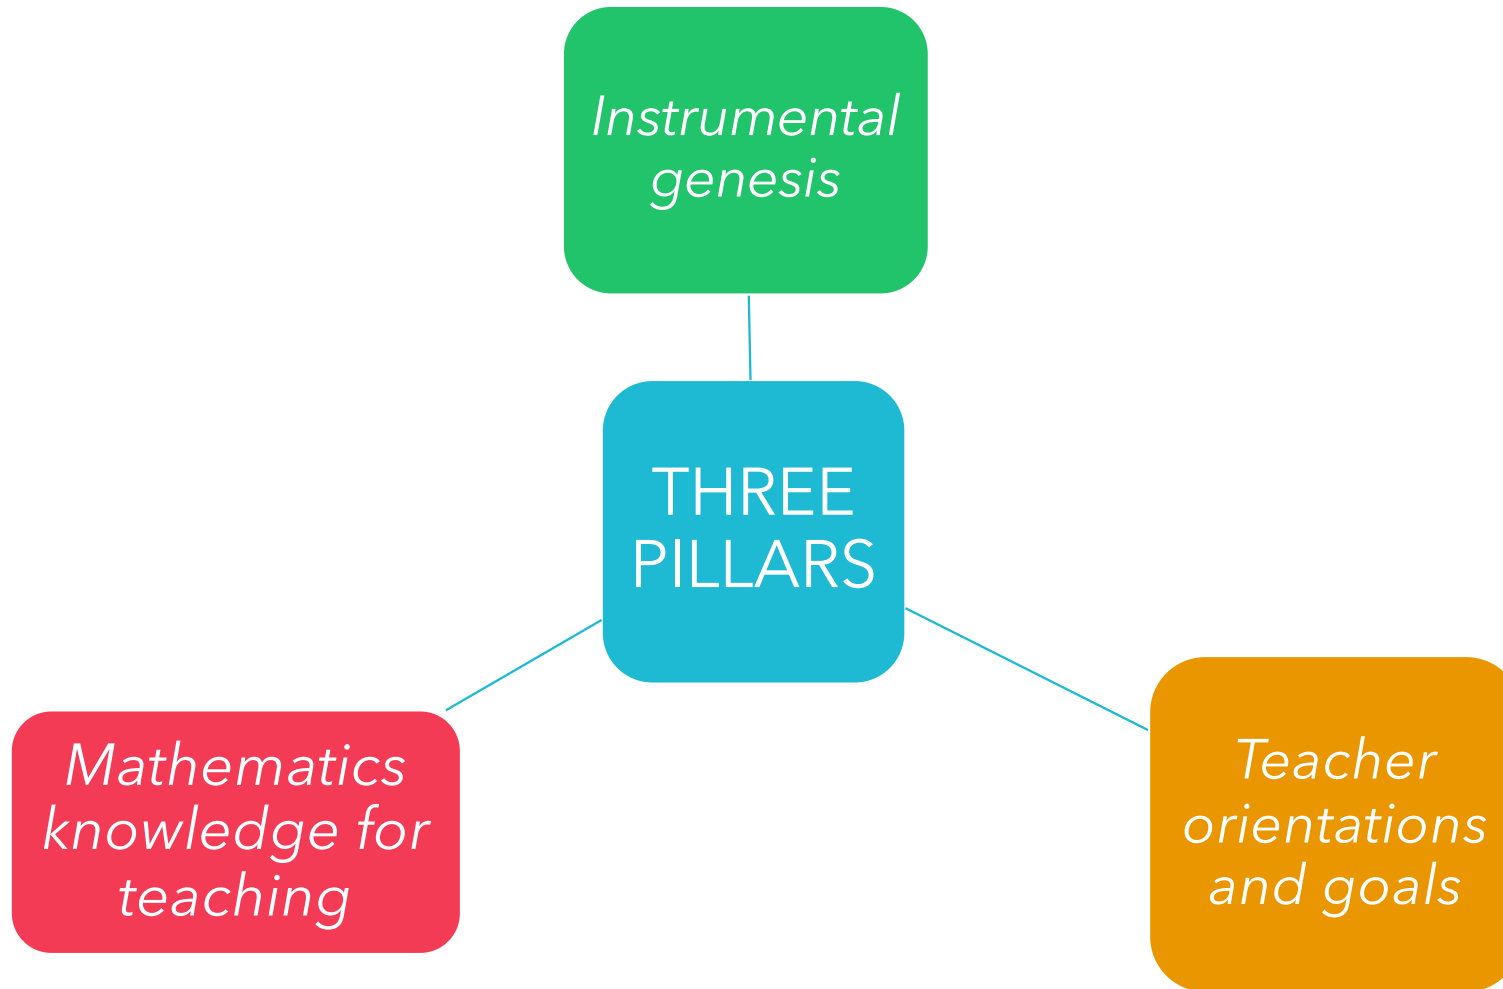 Instrumental
genesis
THREE
PILLARS
Mathematics
knowledge for
teaching
Teacher
orientations
and goals